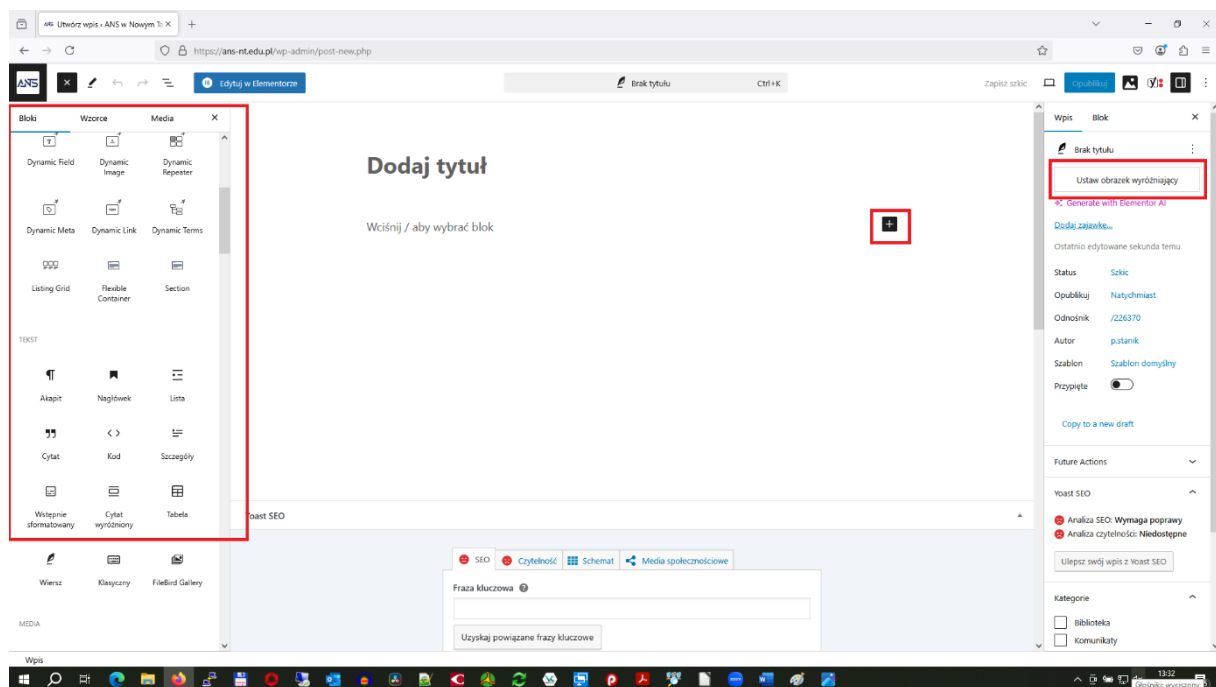 ANS Utwórz wpis ‹ ANS w Nowym
https://ans-nt.edu.pl/wp-admin/post-new.php
ANS
Edytuj w Elementorze
Brak tytułu
Ctrl+K
Zapisz szkic
Opublikuj
Bloki
Wzorce
Media
Dynamic Field
Dynamic
Image
Dynamic
Repeater
Dynamic Meta
Dynamic Link
Dynamic Terms
Listing Grid
Flexible
Container
Section
TEKST
Akapit
Nagłówek
Lista
Cytat
Kod
Szczegóły
Wstępnie
sformatowany
Cytat
wyróżniony
Tabela
Wiersz
Klasyczny
FileBird Gallery
MEDIA
Dodaj tytuł
Wciśnij / aby wybrać blok
Yoast SEO
SEO
Czytelność
Schemat
Media społecznościowe
Fraza kluczowa
Uzyskaj powiązane frazy kluczowe
Wpis
Blok
Brak tytułu
Ustaw obrazek wyróżniający
Generate with Elementor AI
Dodaj zajawkę...
Ostatnio edytowane sekunda temu
Status Szkic
Opublikuj Natychmiast
Odnośnik /226370
Autor p.stanik
Szablon Szablon domyślny
Przypięte
Copy to a new draft
Future Actions
Yoast SEO
Analiza SEO: Wymaga poprawy
Analiza czytelności: Niedostępne
Ulepsz swój wpis z Yoast SEO
Kategorie
Biblioteka
Komunikaty
Wpis
13:32